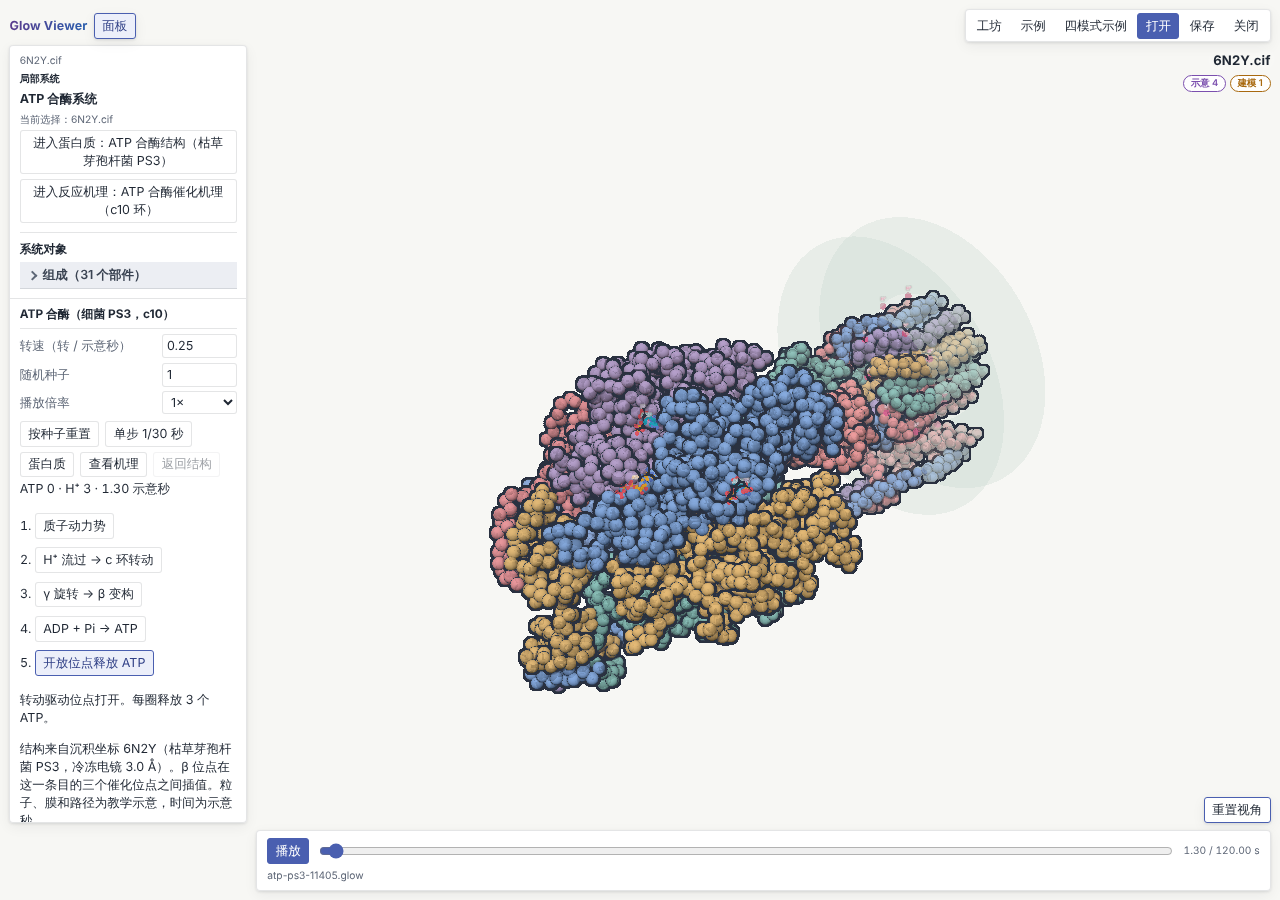 Glow Viewer
面板
工坊
示例
四模式示例
打开
保存
关闭
6N2Y.cif
示意 4
建模 1
6N2Y.cif
局部系统
ATP 合酶系统
当前选择：6N2Y.cif
进入蛋白质：ATP 合酶结构（枯草
芽孢杆菌 PS3）
进入反应机理：ATP 合酶催化机理
（c10 环）
系统对象
组成（31 个部件）
ATP 合酶（细菌 PS3，c10）
转速（转 / 示意秒）
0.25
随机种子
1
播放倍率
1×
按种子重置
单步 1/30 秒
蛋白质
查看机理
返回结构
ATP 0 · H⁺ 3 · 1.30 示意秒
1. 质子动力势
2. H⁺ 流过 → c 环转动
3. γ 旋转 → β 变构
4. ADP + Pi → ATP
5. 开放位点释放 ATP
转动驱动位点打开。每圈释放 3 个
ATP。
结构来自沉积坐标 6N2Y（枯草芽孢杆
菌 PS3，冷冻电镜 3.0 Å）。β 位点在
这一条目的三个催化位点之间插值。粒
子、膜和路径为教学示意，时间为示意
秒。
重置视角
播放
1.30 / 120.00 s
atp-ps3-11405.glow